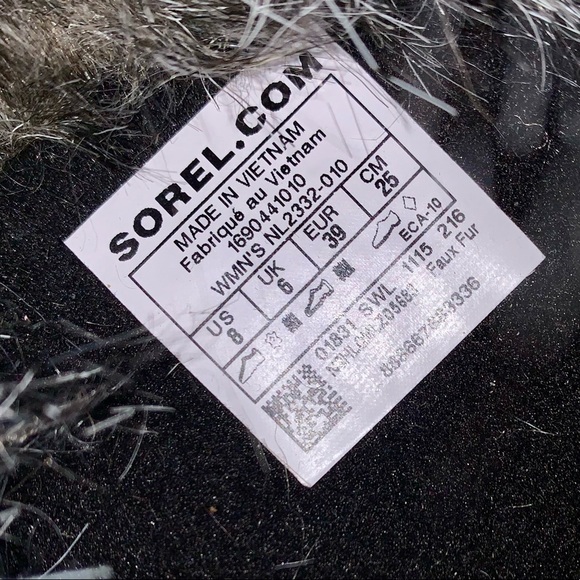 SOREL.COM
MADE IN VIETNAM
Fabriqué au Vietnam
1690441010
WMN'S NL2332-010
US UK EUR CM
8 6 39 25
ECA-10
01831 SWL 1115 216
Faux Fur